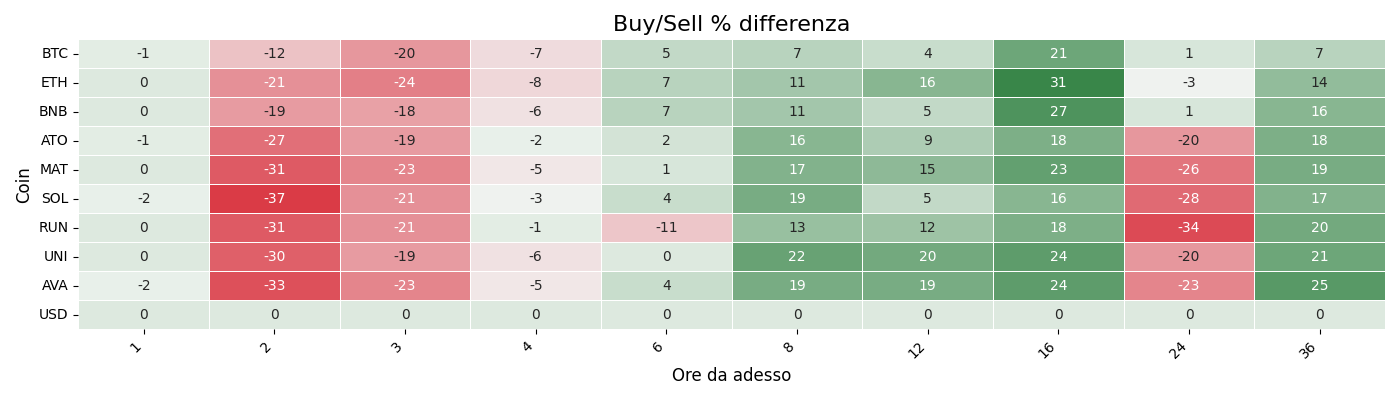 Buy/Sell % differenza
BTC -1 -12 -20 -7 5 7 4 21 1 7
ETH 0 -21 -24 -8 7 11 16 31 -3 14
BNB 0 -19 -18 -6 7 11 5 27 1 16
ATO -1 -27 -19 -2 2 16 9 18 -20 18
MAT 0 -31 -23 -5 1 17 15 23 -26 19
SOL -2 -37 -21 -3 4 19 5 16 -28 17
RUN 0 -31 -21 -1 -11 13 12 18 -34 20
UNI 0 -30 -19 -6 0 22 20 24 -20 21
AVA -2 -33 -23 -5 4 19 19 24 -23 25
USD 0 0 0 0 0 0 0 0 0 0
Coin
1 2 3 4 6 8 12 16 24 36
Ore da adesso